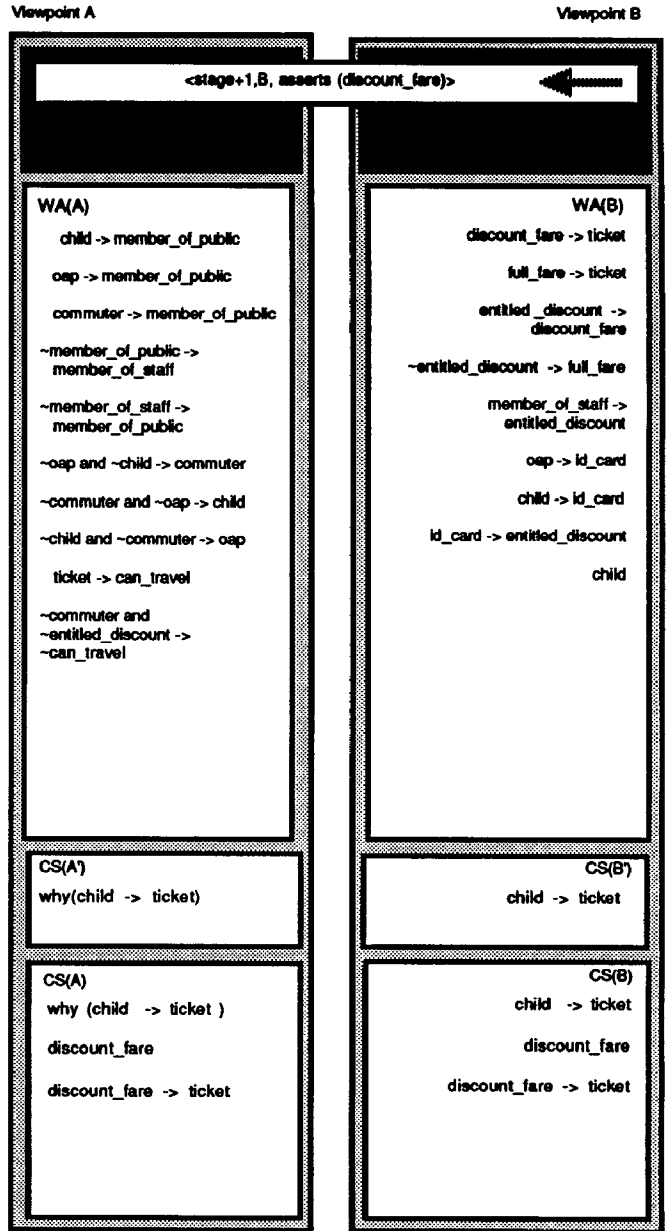 Viewpoint A
Viewpoint B
<stage+1,B, asserts (discount_fare)>
WA(A)
child -> member_of_public
oap -> member_of_public
commuter -> member_of_public
~member_of_public ->
member_of_staff
~member_of_staff ->
member_of_public
~oap and ~child -> commuter
~commuter and ~oap -> child
~child and ~commuter -> oap
ticket -> can_travel
~commuter and
~entitled_discount ->
~can_travel
WA(B)
discount_fare -> ticket
full_fare -> ticket
entitled _discount ->
discount_fare
~entitled_discount -> full_fare
member_of_staff ->
entitled_discount
oap -> id_card
child -> id_card
id_card -> entitled_discount
child
CS(A')
why(child -> ticket)
CS(B')
child -> ticket
CS(A)
why (child -> ticket )
discount_fare
discount_fare -> ticket
CS(B)
child -> ticket
discount_fare
discount_fare -> ticket